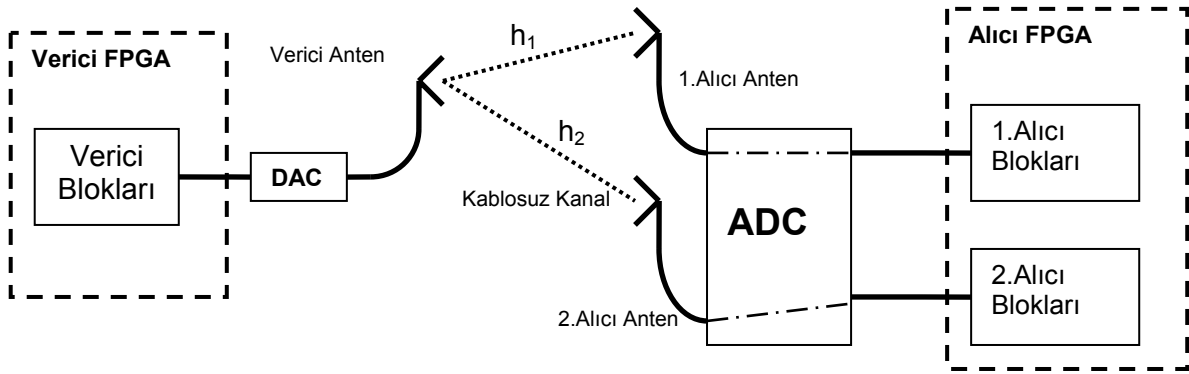 Verici FPGA
Verici
Blokları
DAC
Verici Anten
h1
h2
Kablosuz Kanal
1.Alıcı Anten
2.Alıcı Anten
ADC
Alıcı FPGA
1.Alıcı
Blokları
2.Alıcı
Blokları